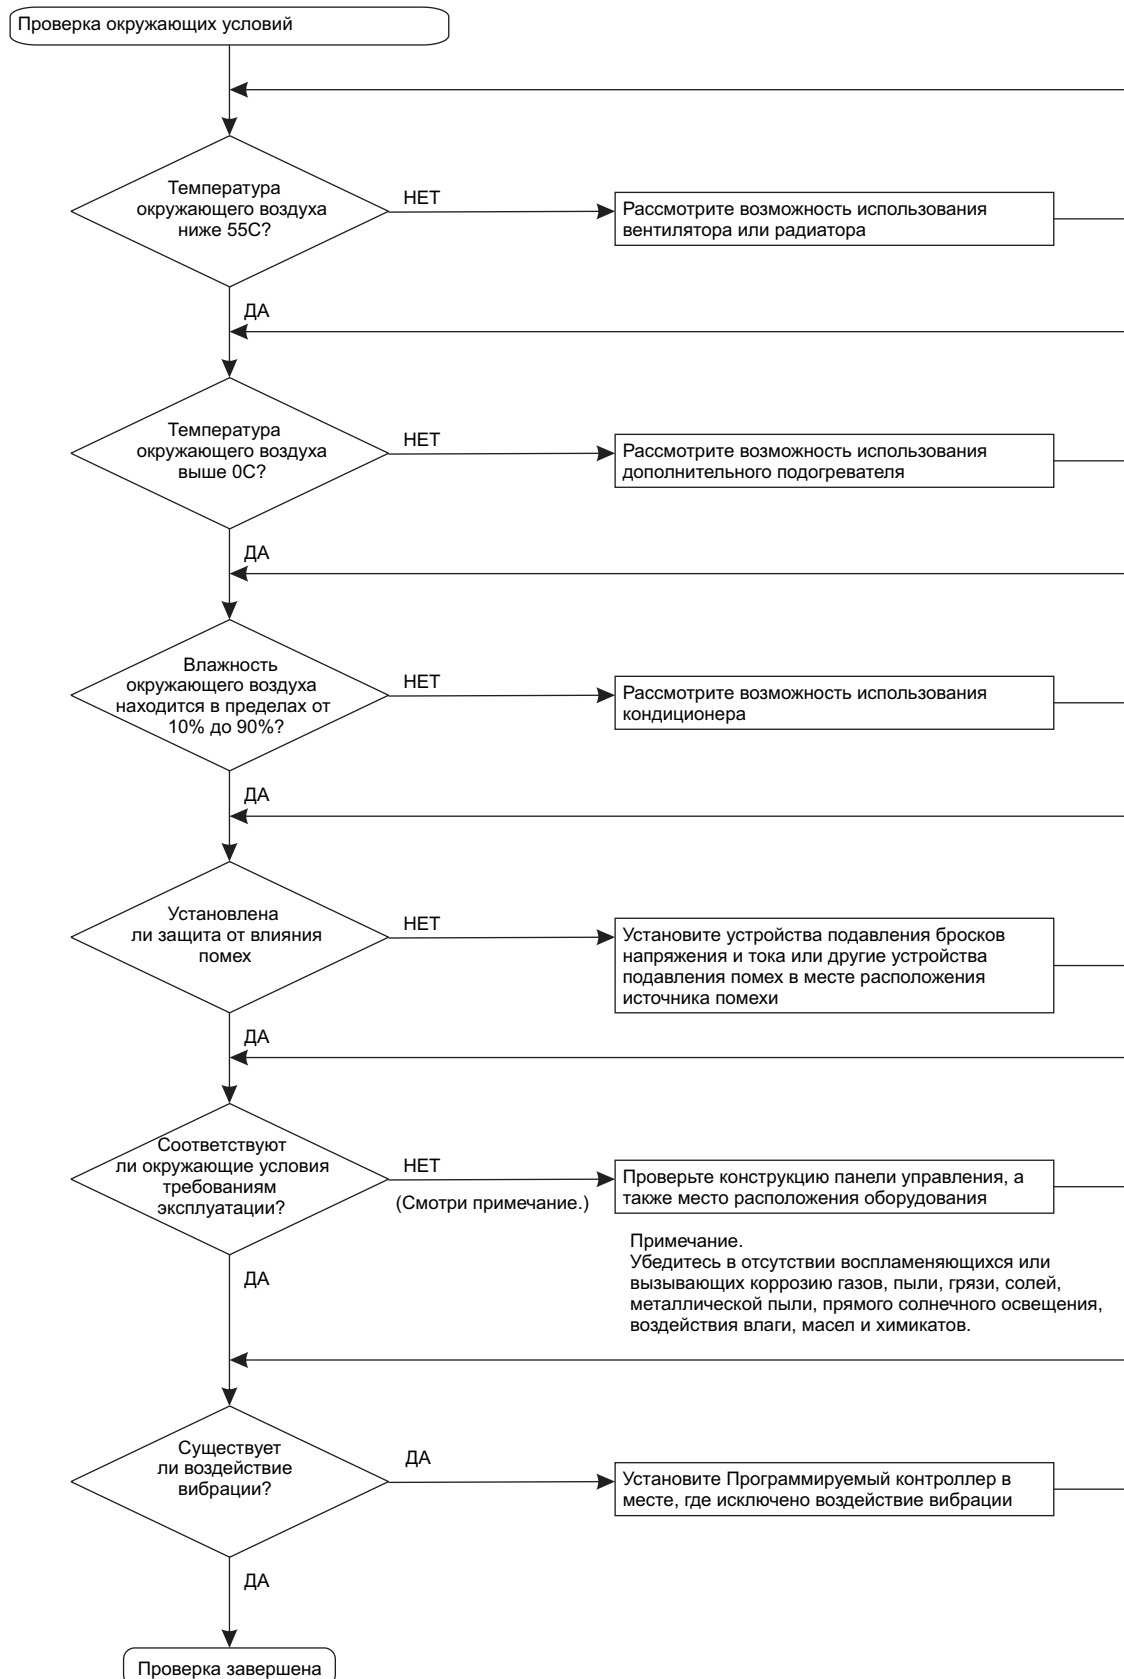 Проверка окружающих условий
Температура
окружающего воздуха
ниже 55С?
НЕТ
Рассмотрите возможность использования
вентилятора или радиатора
ДА
Температура
окружающего воздуха
выше 0С?
НЕТ
Рассмотрите возможность использования
дополнительного подогревателя
ДА
Влажность
окружающего воздуха
находится в пределах от
10% до 90%?
НЕТ
Рассмотрите возможность использования
кондиционера
ДА
Установлена
ли защита от влияния
помех
НЕТ
Установите устройства подавления бросков
напряжения и тока или другие устройства
подавления помех в месте расположения
источника помехи
ДА
Соответствуют
ли окружающие условия
требованиям
эксплуатации?
НЕТ
(Смотри примечание.)
Проверьте конструкцию панели управления, а
также место расположения оборудования
Примечание.
Убедитесь в отсутствии воспламеняющихся или
вызывающих коррозию газов, пыли, грязи, солей,
металлической пыли, прямого солнечного освещения,
воздействия влаги, масел и химикатов.
ДА
Существует
ли воздействие
вибрации?
ДА
Установите Программируемый контроллер в
месте, где исключено воздействие вибрации
ДА
Проверка завершена